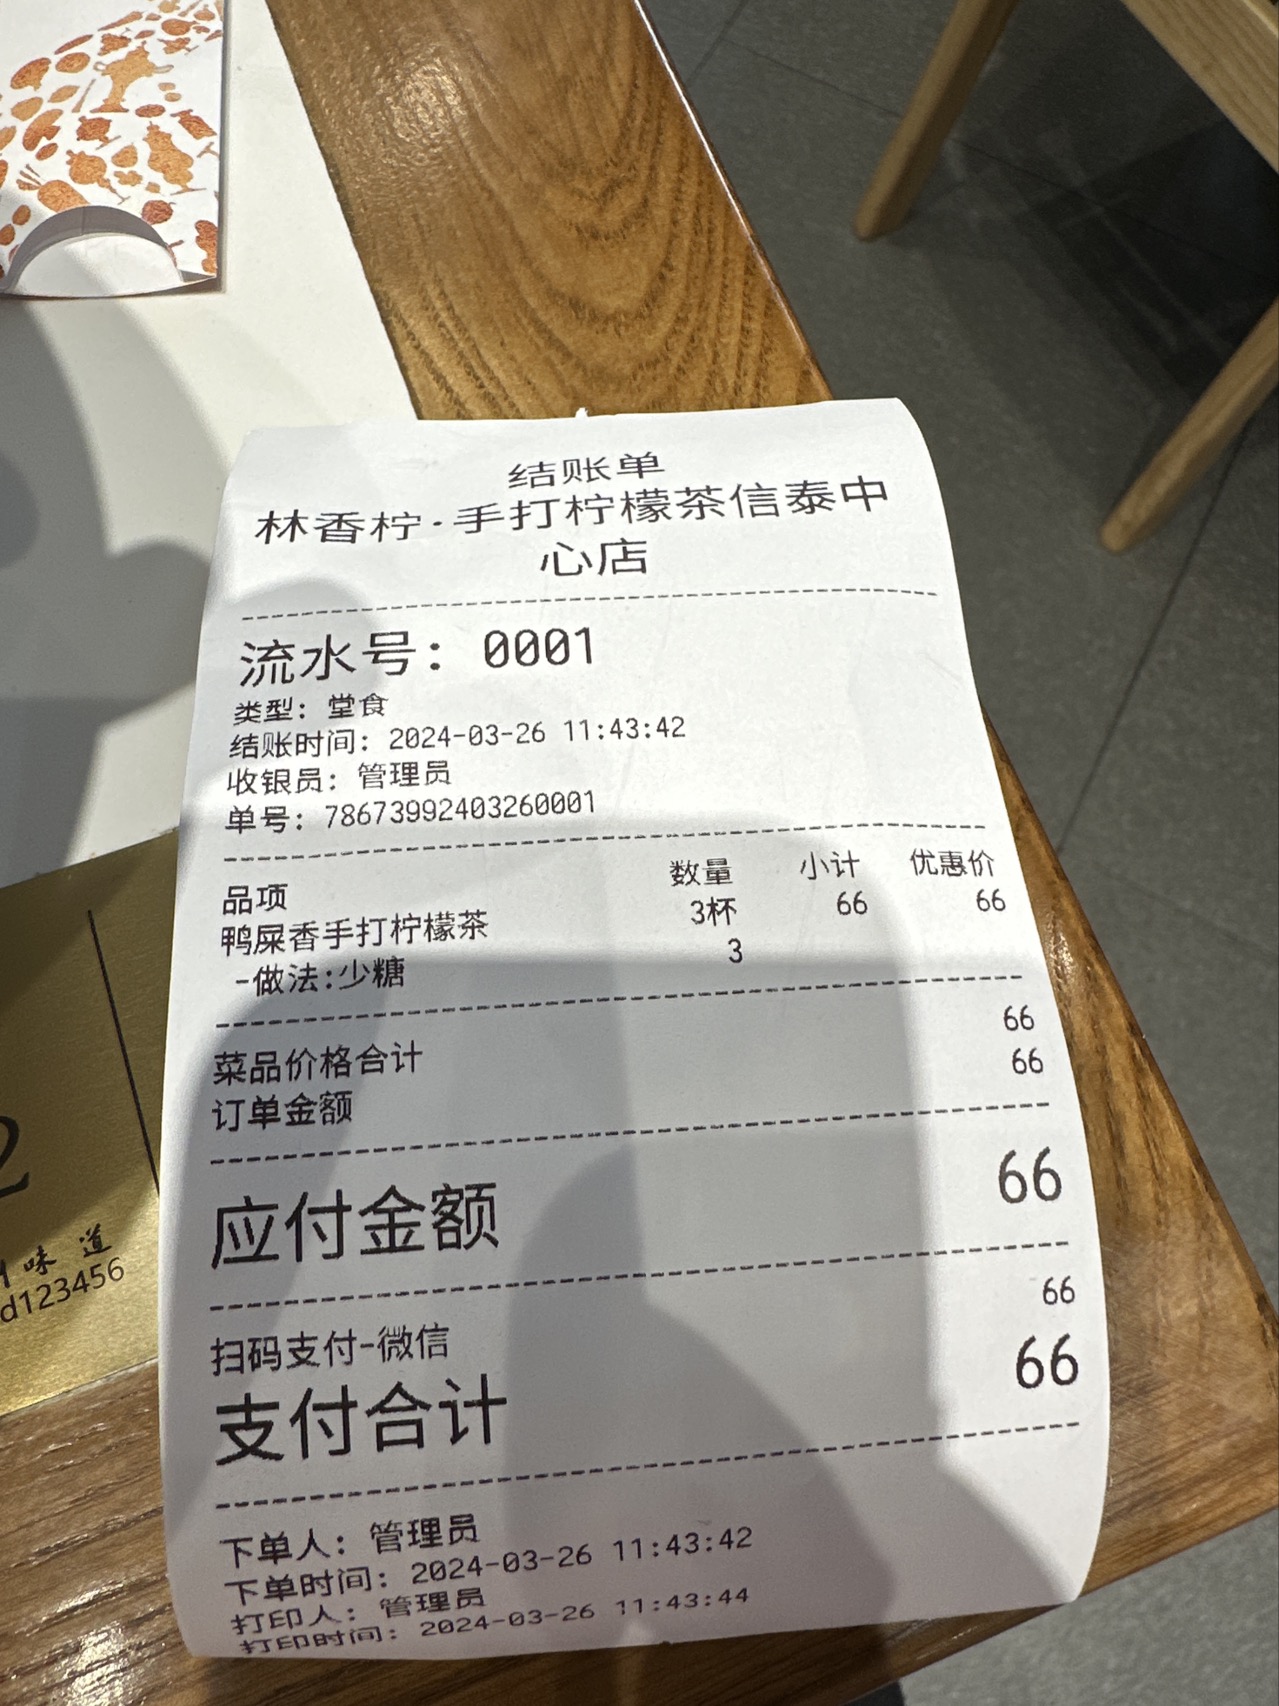 结账单
林香柠·手打柠檬茶信泰中
心店
流水号：0001
类型：堂食
结账时间：2024-03-26 11:43:42
收银员：管理员
单号：78673992403260001
品项 数量 小计 优惠价
鸭屎香手打柠檬茶 3杯 66 66
-做法:少糖 3
菜品价格合计 66
订单金额 66
应付金额 66
扫码支付-微信 66
支付合计 66
下单人：管理员
下单时间：2024-03-26 11:43:42
打印人：管理员
打印时间：2024-03-26 11:43:44
2
味道
d123456